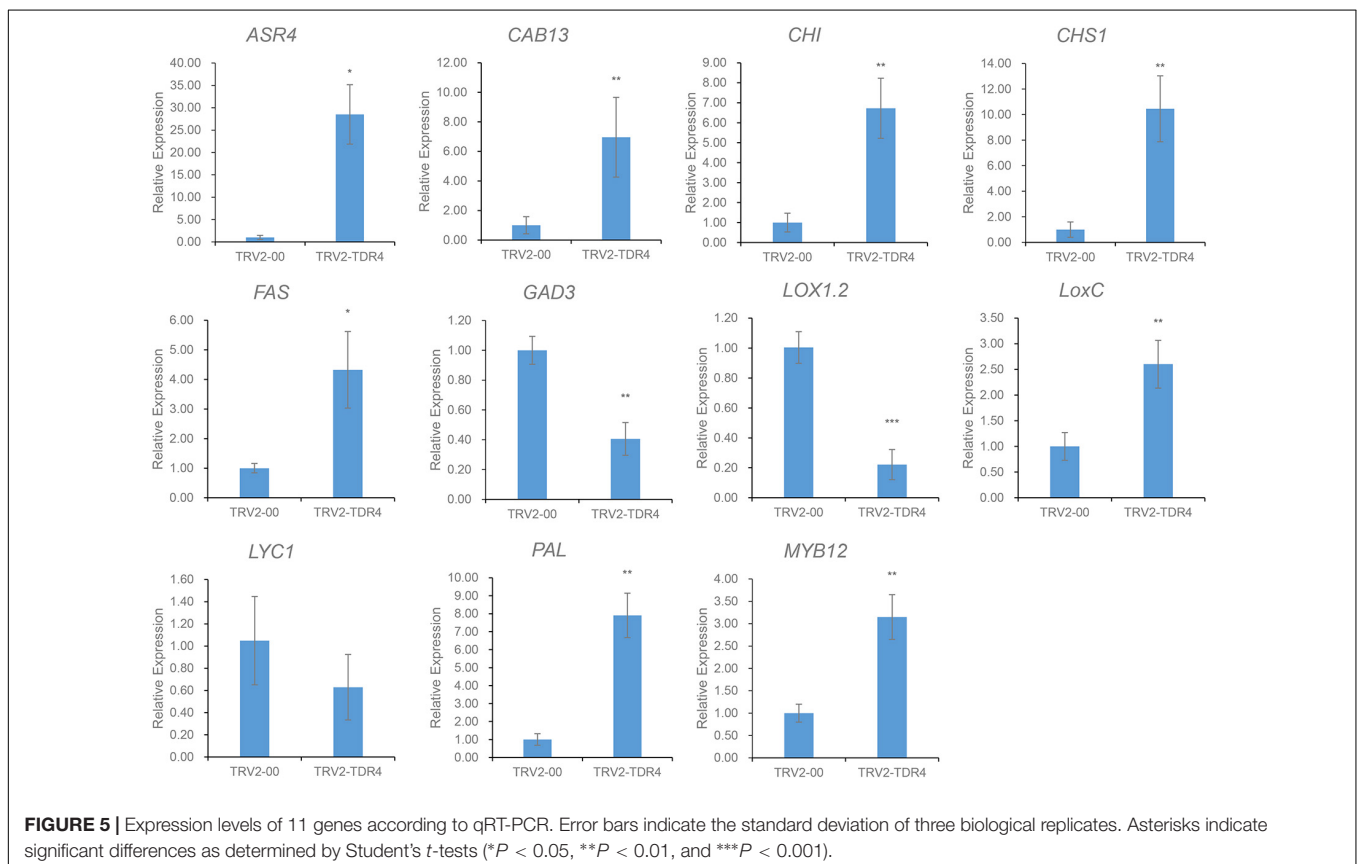 ASR4
40.00
35.00
30.00
25.00
20.00
15.00
10.00
5.00
0.00
Relative Expression
*
TRV2-00 TRV2-TDR4
CAB13
12.00
10.00
8.00
6.00
4.00
2.00
0.00
Relative Expression
**
TRV2-00 TRV2-TDR4
CHI
9.00
8.00
7.00
6.00
5.00
4.00
3.00
2.00
1.00
0.00
Relative Expression
**
TRV2-00 TRV2-TDR4
CHS1
14.00
12.00
10.00
8.00
6.00
4.00
2.00
0.00
Relative Expression
**
TRV2-00 TRV2-TDR4
FAS
6.00
5.00
4.00
3.00
2.00
1.00
0.00
Relative Expression
*
TRV2-00 TRV2-TDR4
GAD3
1.20
1.00
0.80
0.60
0.40
0.20
0.00
Relative Expression
**
TRV2-00 TRV2-TDR4
LOX1.2
1.20
1.00
0.80
0.60
0.40
0.20
0.00
Relative Expression
***
TRV2-00 TRV2-TDR4
LoxC
3.50
3.00
2.50
2.00
1.50
1.00
0.50
0.00
Relative Expression
**
TRV2-00 TRV2-TDR4
LYC1
1.60
1.40
1.20
1.00
0.80
0.60
0.40
0.20
0.00
Relative Expression
TRV2-00 TRV2-TDR4
PAL
10.00
9.00
8.00
7.00
6.00
5.00
4.00
3.00
2.00
1.00
0.00
Relative Expression
**
TRV2-00 TRV2-TDR4
MYB12
4.00
3.50
3.00
2.50
2.00
1.50
1.00
0.50
0.00
Relative Expression
**
TRV2-00 TRV2-TDR4
FIGURE 5 | Expression levels of 11 genes according to qRT-PCR. Error bars indicate the standard deviation of three biological replicates. Asterisks indicate
significant differences as determined by Student's t-tests (*P < 0.05, **P < 0.01, and ***P < 0.001).